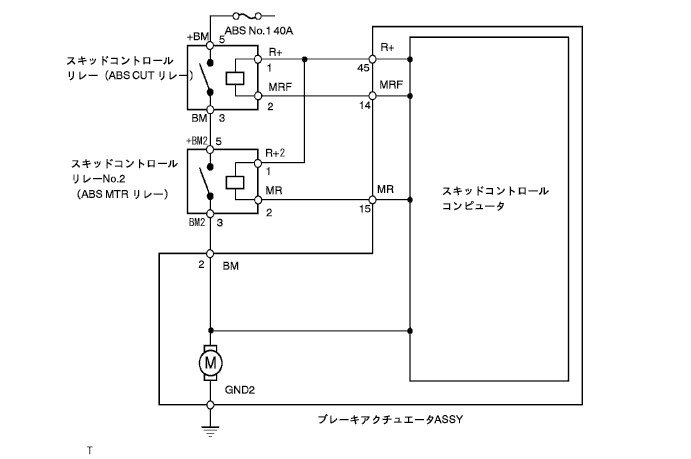 ABS No.1 40A
+BM 5
R+
R+
スキッドコントロール
リレー（ABS CUT リレー）
1
45
MRF
MRF
2
14
BM 3
+BM2 5
R+2
スキッドコントロール
リレーNo.2
（ABS MTR リレー）
1
MR
MR
スキッドコントロール
コンピュータ
2
15
BM2 3
2 BM
M
GND2
ブレーキアクチュエータASSY
T